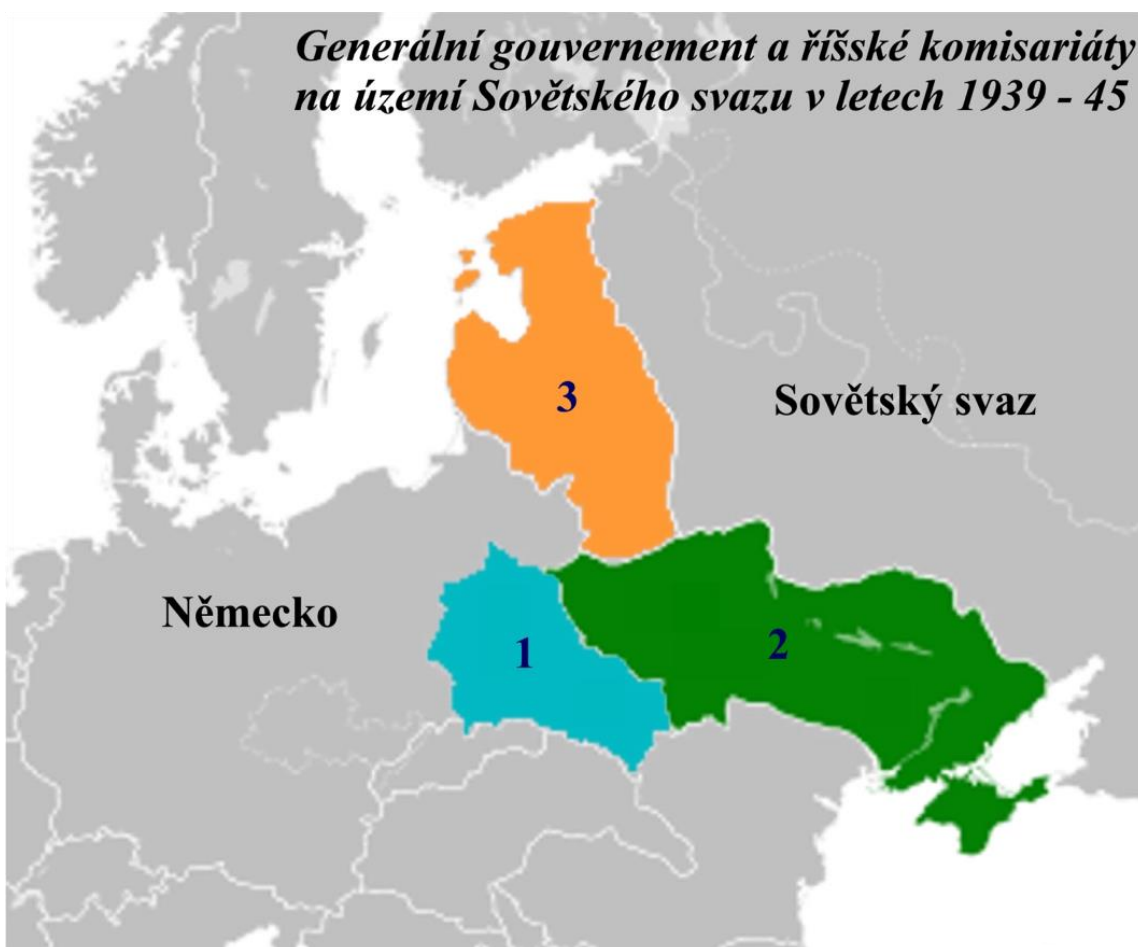 Generální gouvernement a říšské komisariáty
na území Sovětského svazu v letech 1939 - 45
3
Sovětský svaz
Německo
1
2